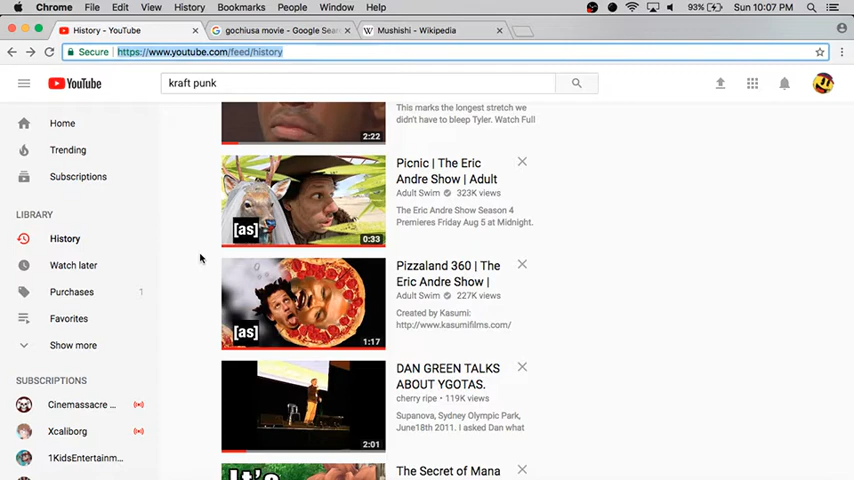 Chrome File Edit View History Bookmarks People Window Help 93% Sun 10:07 PM
History - YouTube gochiusa movie - Google Sear Mushishi - Wikipedia
Secure https://www.youtube.com/feed/history
YouTube kraft punk
Home
Trending
Subscriptions
LIBRARY
History
Watch later
Purchases 1
Favorites
Show more
SUBSCRIPTIONS
Cinemassacre ...
Xcaliborg
1KidsEntertainm...
2:22
This marks the longest stretch we
didn't have to bleep Tyler. Watch Full
[as]
0:33
Picnic | The Eric
Andre Show | Adult
Adult Swim 323K views
The Eric Andre Show Season 4
Premieres Friday Aug 5 at Midnight.
[as]
1:17
Pizzaland 360 | The
Eric Andre Show |
Adult Swim 227K views
Created by Kasumi:
http://www.kasumifilms.com/
2:01
DAN GREEN TALKS
ABOUT YGOTAS.
cherry ripe • 119K views
Supanova, Sydney Olympic Park,
June18th 2011. I asked Dan what
It's
The Secret of Mana